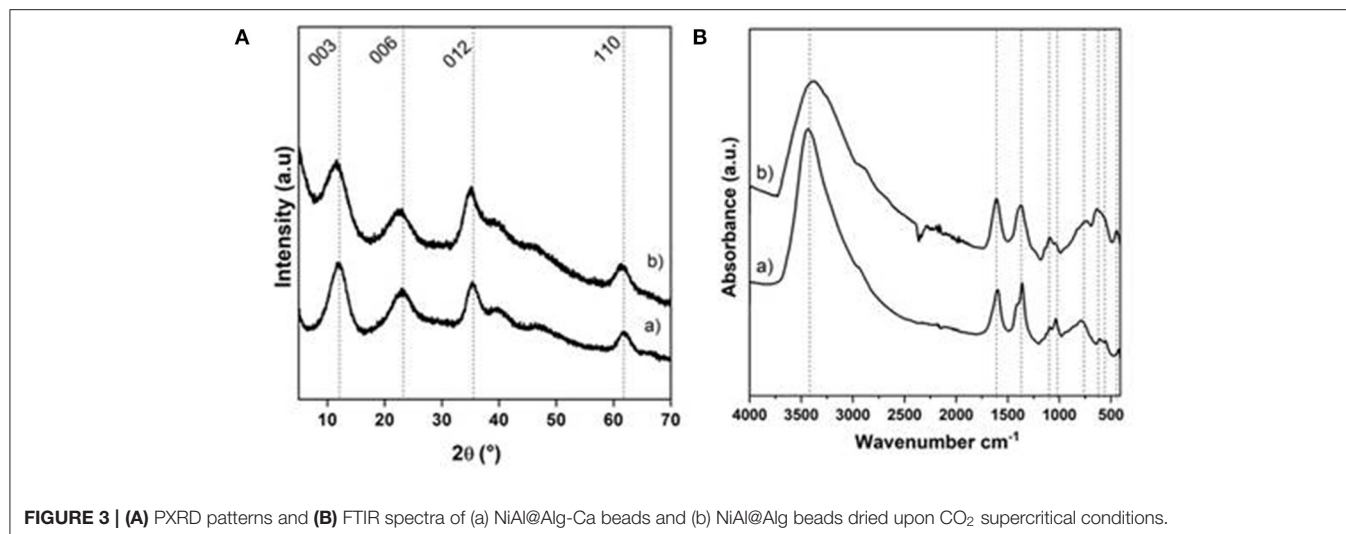 A
003
006
012
110
b)
a)
Intensity (a.u)
10
20
30
40
50
60
70
2θ (°)
B
b)
a)
Absorbance (a.u.)
4000
3500
3000
2500
2000
1500
1000
500
Wavenumber cm⁻¹
FIGURE 3 | (A) PXRD patterns and (B) FTIR spectra of (a) NiAl@Alg-Ca beads and (b) NiAl@Alg beads dried upon CO₂ supercritical conditions.